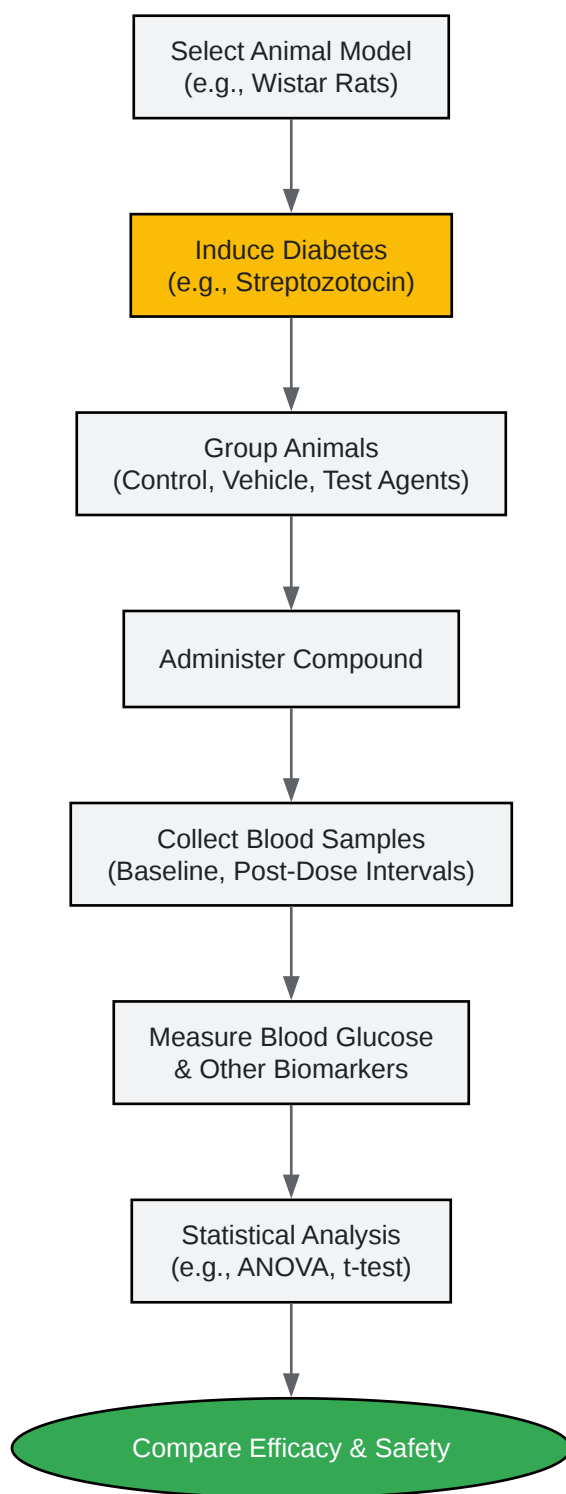 Select Animal Model
(e.g., Wistar Rats)
Induce Diabetes
(e.g., Streptozotocin)
Group Animals
(Control, Vehicle, Test Agents)
Administer Compound
Collect Blood Samples
(Baseline, Post-Dose Intervals)
Measure Blood Glucose
& Other Biomarkers
Statistical Analysis
(e.g., ANOVA, t-test)
Compare Efficacy & Safety